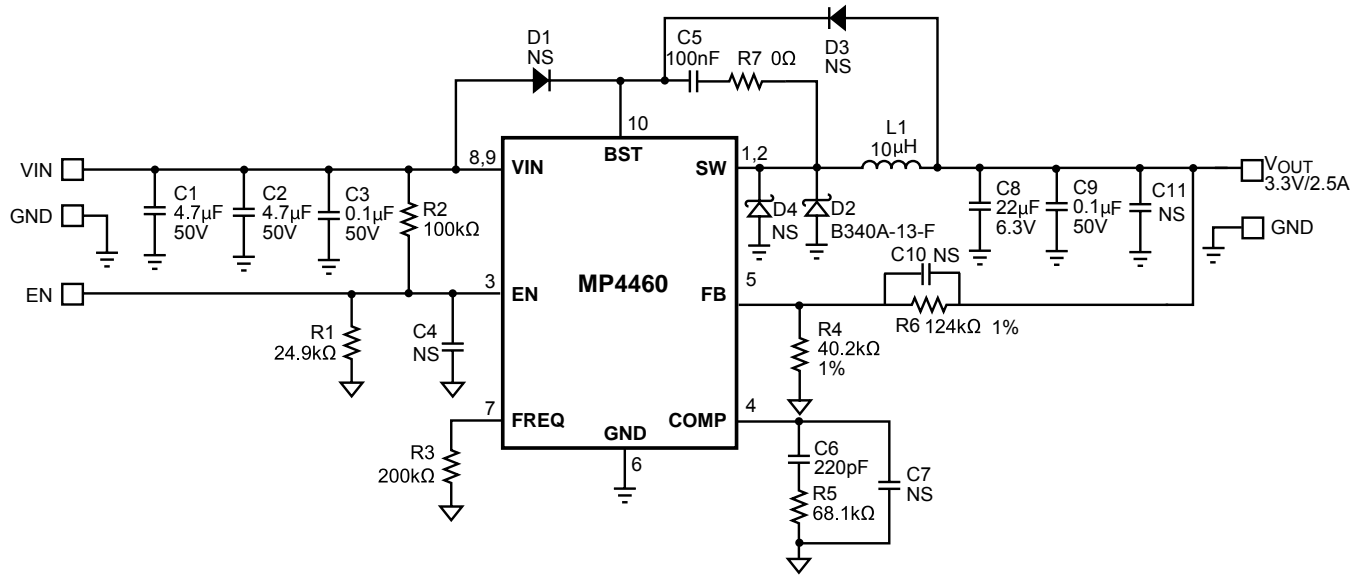 D1
NS
C5
100nF
R7 0Ω
D3
NS
10
BST
L1
10µH
VIN
8,9
VIN
SW
1,2
VOUT
3.3V/2.5A
C1
4.7µF
50V
C2
4.7µF
50V
C3
0.1µF
50V
R2
100kΩ
D4
NS
D2
B340A-13-F
C8
22µF
6.3V
C9
0.1µF
50V
C11
NS
GND
GND
C10 NS
MP4460
EN
3
EN
FB
5
R6 124kΩ 1%
R1
24.9kΩ
C4
NS
R4
40.2kΩ
1%
7
FREQ
GND
6
COMP
4
R3
200kΩ
C6
220pF
R5
68.1kΩ
C7
NS